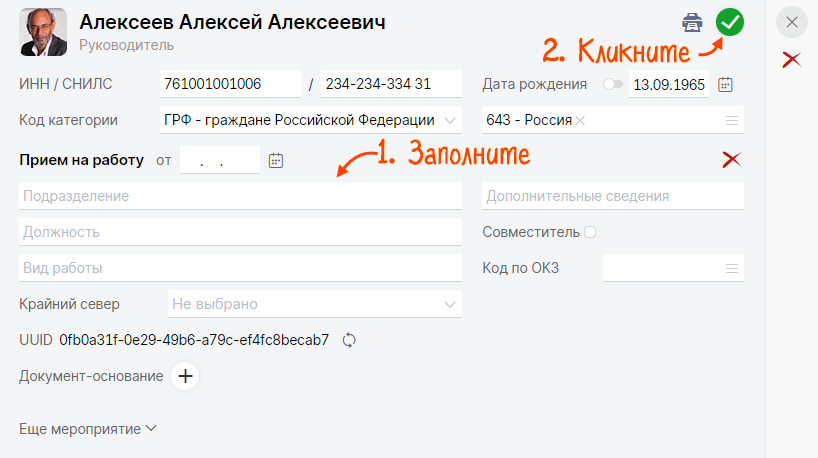 Алексеев Алексей Алексеевич
Руководитель
2. Кликните
ИНН / СНИЛС 761001001006 / 234-234-334 31 Дата рождения 13.09.1965
Код категории ГРФ - граждане Российской Федерации 643 - Россия
Прием на работу от . .
1. Заполните
Подразделение Дополнительные сведения
Должность Совместитель
Вид работы Код по ОКЗ
Крайний север Не выбрано
UUID 0fb0a31f-0e29-49b6-a79c-ef4fc8becab7
Документ-основание
Еще мероприятие